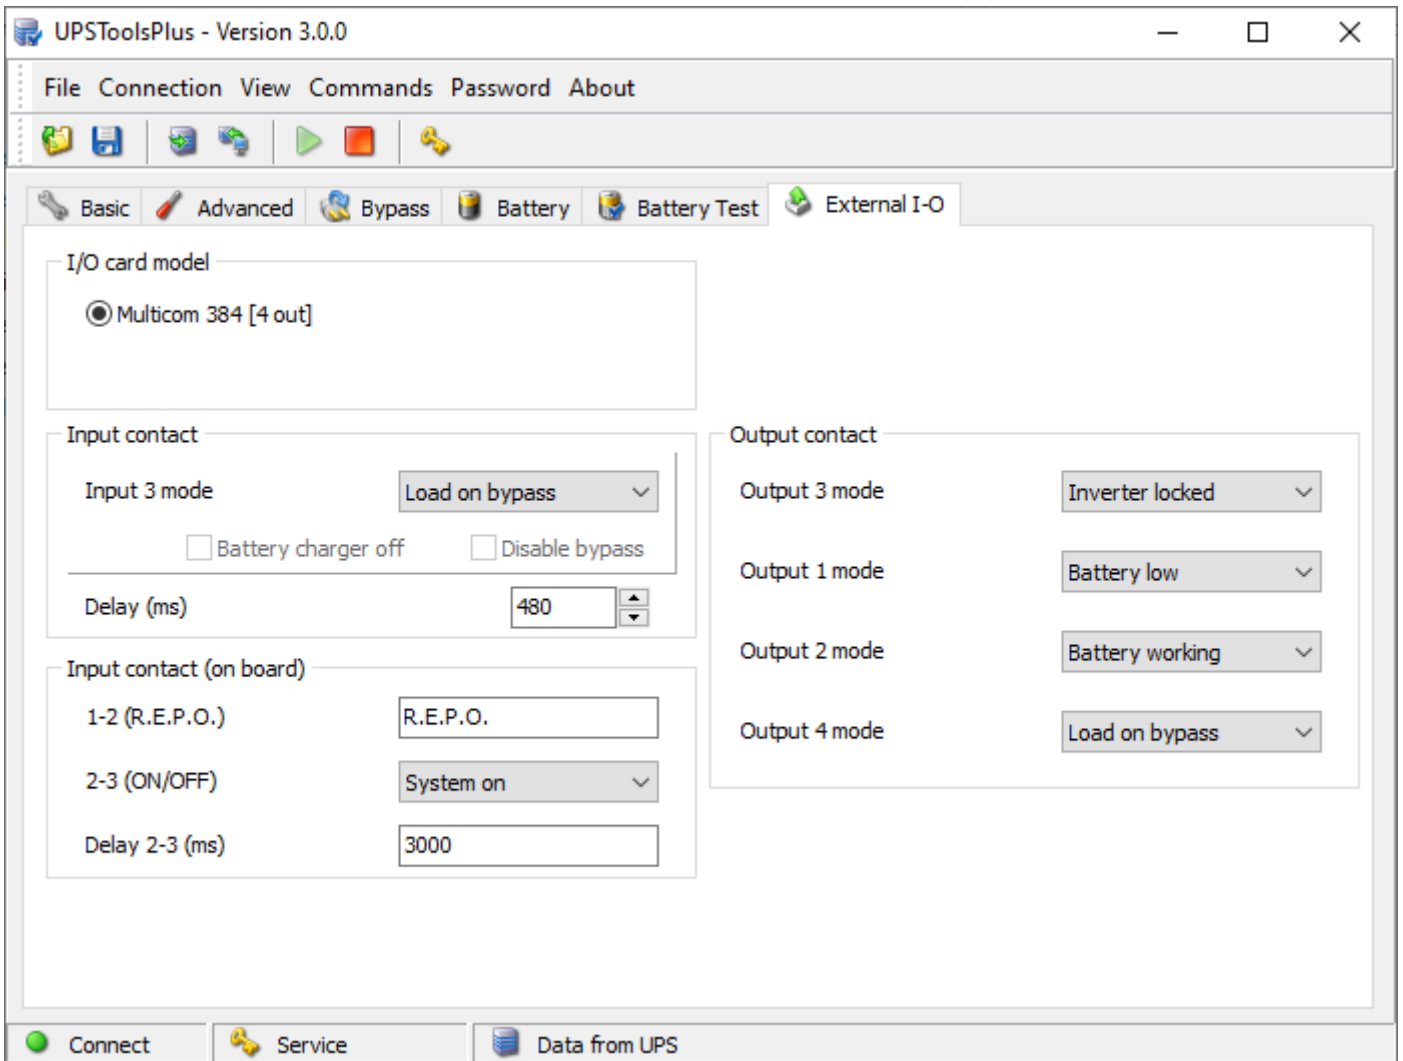 UPSToolsPlus - Version 3.0.0
File Connection View Commands Password About
Basic Advanced Bypass Battery Battery Test External I-O
I/O card model
Multicom 384 [4 out]
Input contact
Input 3 mode Load on bypass
Battery charger off Disable bypass
Delay (ms) 480
Input contact (on board)
1-2 (R.E.P.O.) R.E.P.O.
2-3 (ON/OFF) System on
Delay 2-3 (ms) 3000
Output contact
Output 3 mode Inverter locked
Output 1 mode Battery low
Output 2 mode Battery working
Output 4 mode Load on bypass
Connect Service Data from UPS